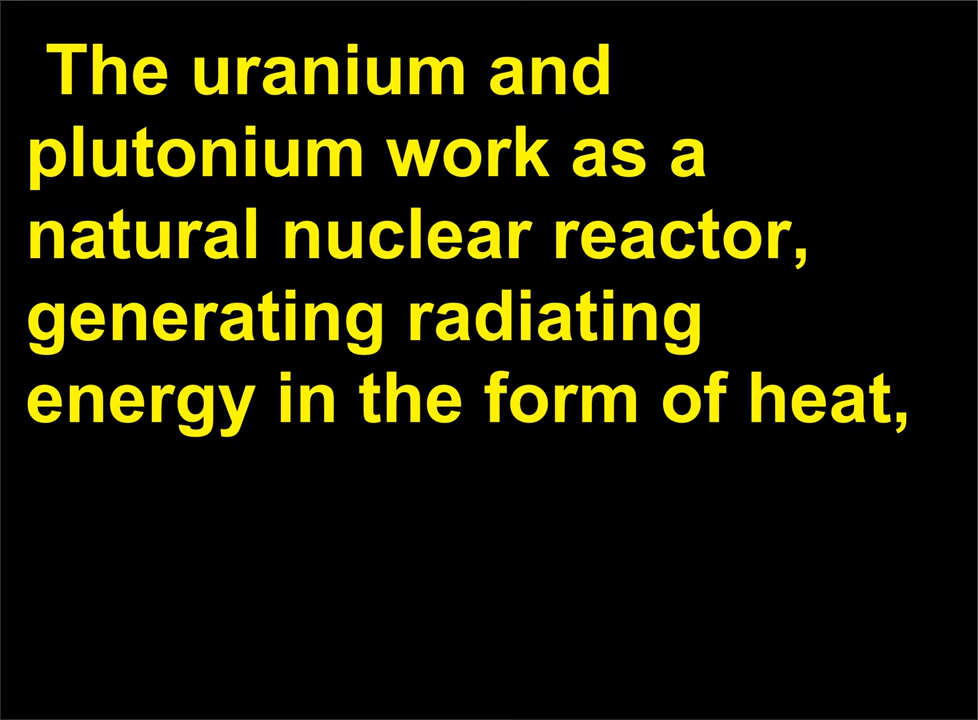 The uranium and
plutonium work as a
natural nuclear reactor,
generating radiating
energy in the form of heat,